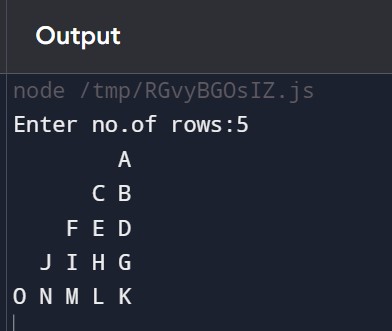 Output
node /tmp/RGvyBGOsIZ.js
Enter no.of rows:5
A
C B
F E D
J I H G
O N M L K